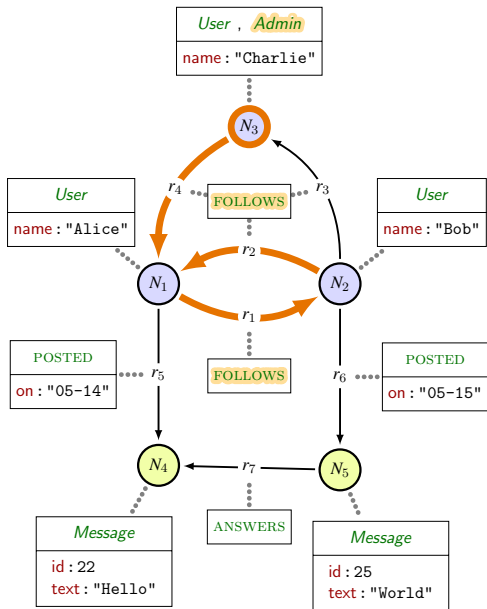 User , Admin
name : "Charlie"
N3
r4
r3
FOLLOWS
User
name : "Alice"
User
name : "Bob"
r2
N1
N2
r1
FOLLOWS
POSTED
on : "05-14"
r5
r6
POSTED
on : "05-15"
N4
r7
N5
ANSWERS
Message
id : 22
text : "Hello"
Message
id : 25
text : "World"